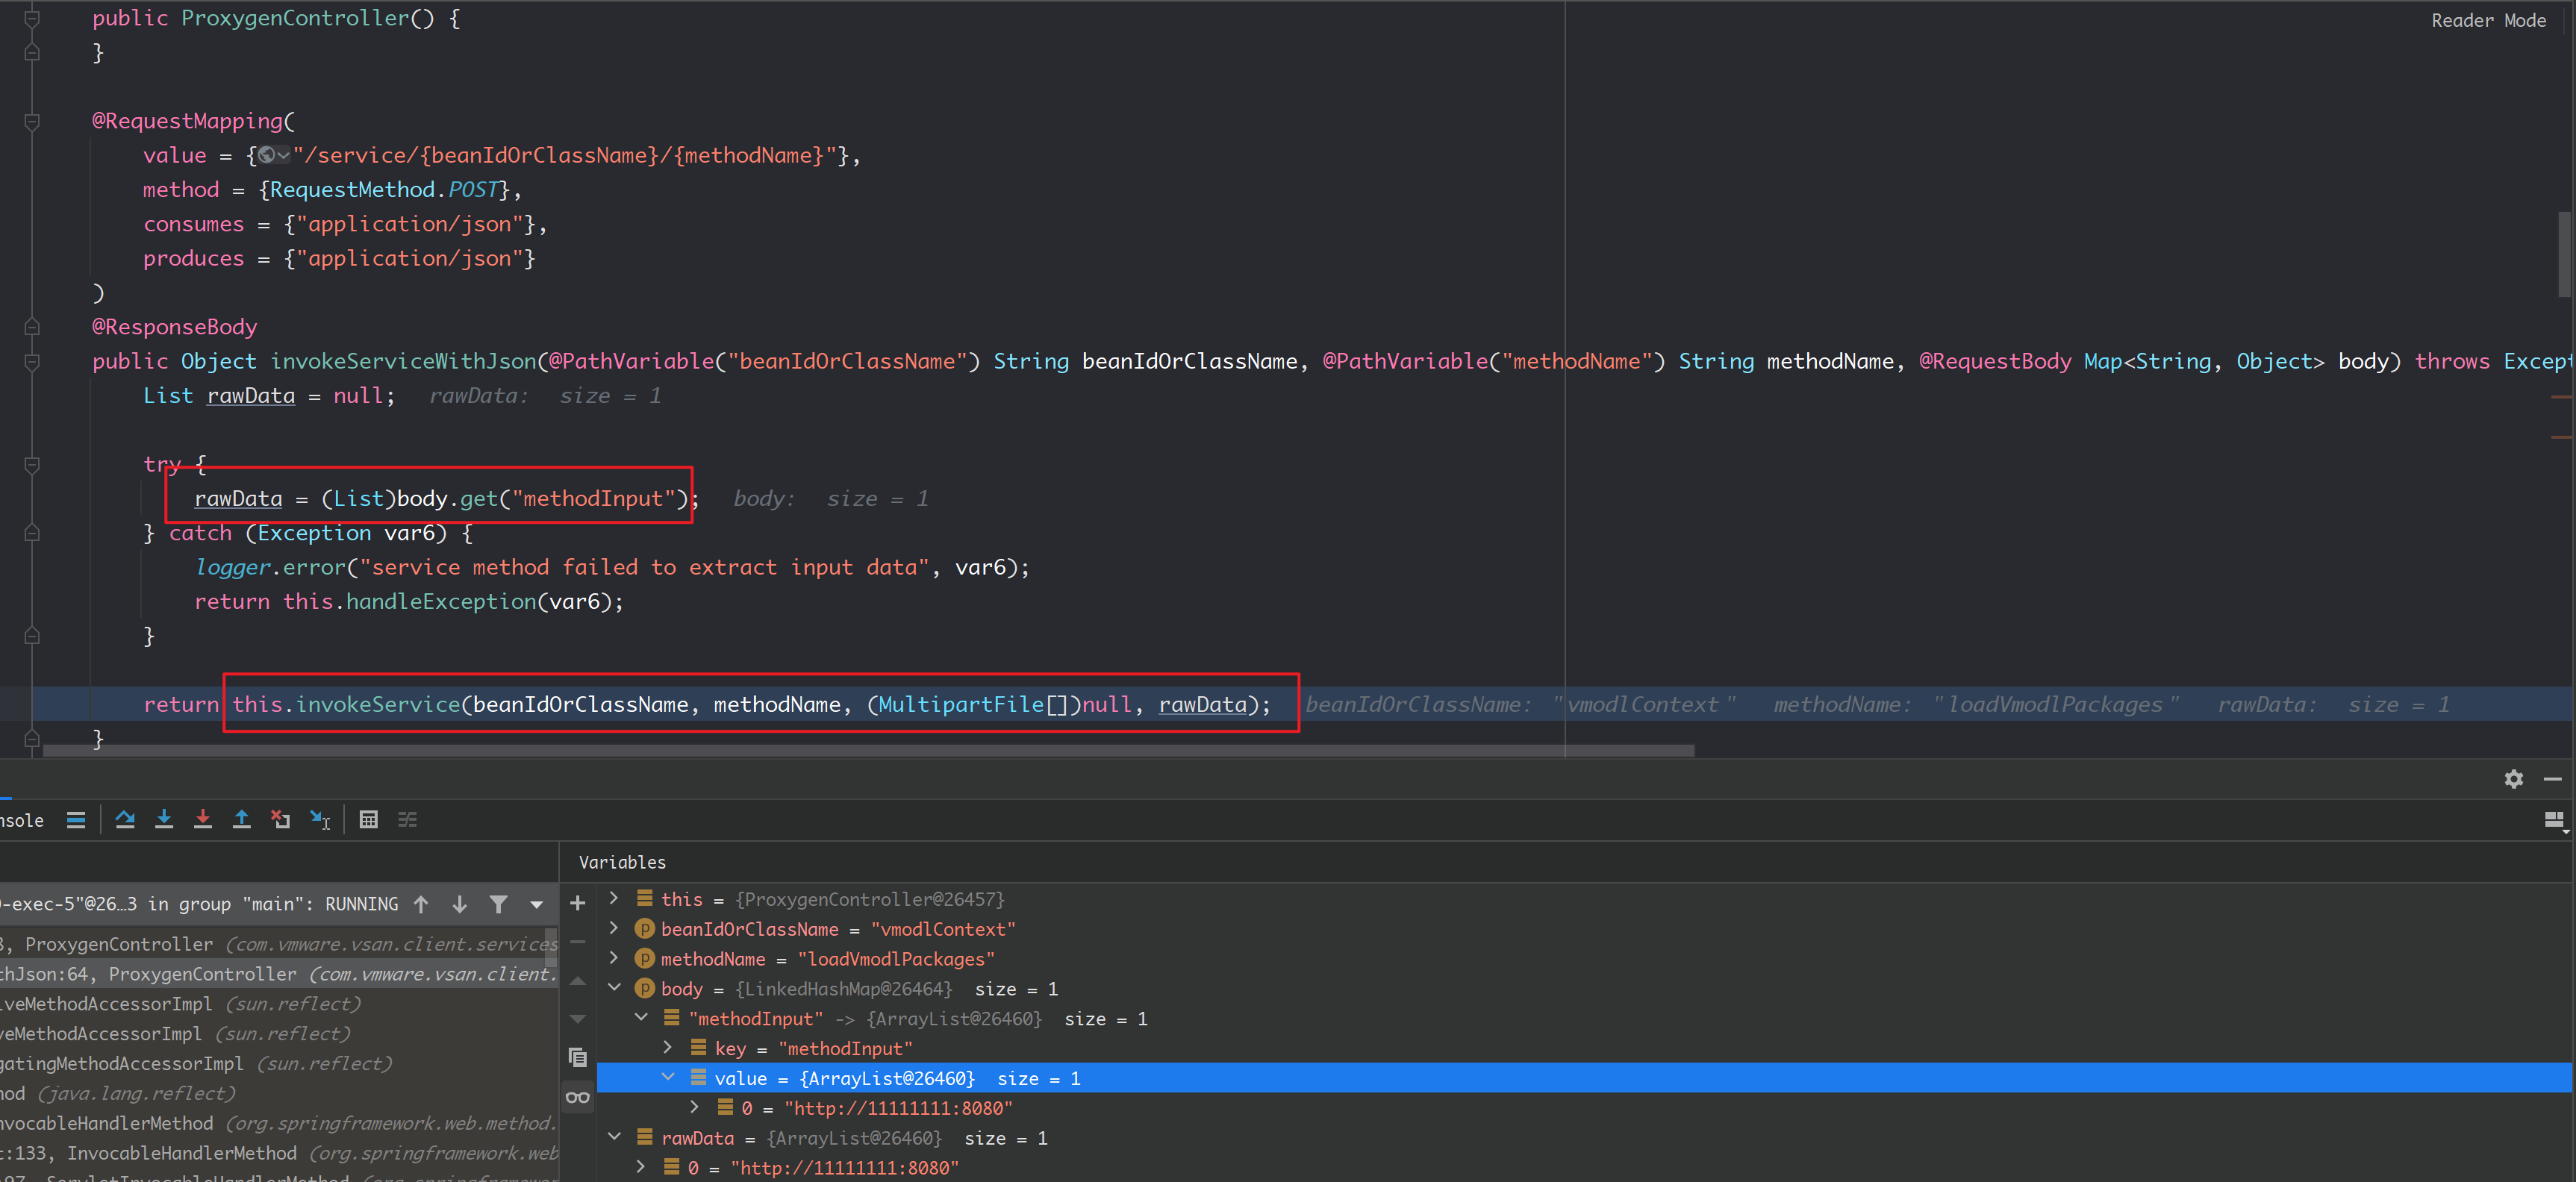 public ProxygenController() {
Reader Mode
}
@RequestMapping(
value = {"/service/{beanIdOrClassName}/{methodName}"},
method = {RequestMethod.POST},
consumes = {"application/json"},
produces = {"application/json"}
)
@ResponseBody
public Object invokeServiceWithJson(@PathVariable("beanIdOrClassName") String beanIdOrClassName, @PathVariable("methodName") String methodName, @RequestBody Map<String, Object> body) throws Except
List rawData = null; rawData: size = 1
try {
rawData = (List)body.get("methodInput"); body: size = 1
} catch (Exception var6) {
logger.error("service method failed to extract input data", var6);
return this.handleException(var6);
}
return this.invokeService(beanIdOrClassName, methodName, (MultipartFile[])null, rawData); beanIdOrClassName: "vmodlContext" methodName: "loadVmodlPackages" rawData: size = 1
}
nsole
Variables
-exec-5"@26...3 in group "main": RUNNING
3, ProxygenController (com.vmware.vsan.client.services
thJson:64, ProxygenController (com.vmware.vsan.client.
iveMethodAccessorImpl (sun.reflect)
veMethodAccessorImpl (sun.reflect)
gatingMethodAccessorImpl (sun.reflect)
hod (java.lang.reflect)
nvocableHandlerMethod (org.springframework.web.method.
t:133, InvocableHandlerMethod (org.springframework.web
97, ServletInvocableHandlerMethod (org.springframewor
this = {ProxygenController@26457}
beanIdOrClassName = "vmodlContext"
methodName = "loadVmodlPackages"
body = {LinkedHashMap@26464} size = 1
"methodInput" -> {ArrayList@26460} size = 1
key = "methodInput"
value = {ArrayList@26460} size = 1
0 = "http://11111111:8080"
rawData = {ArrayList@26460} size = 1
0 = "http://11111111:8080"